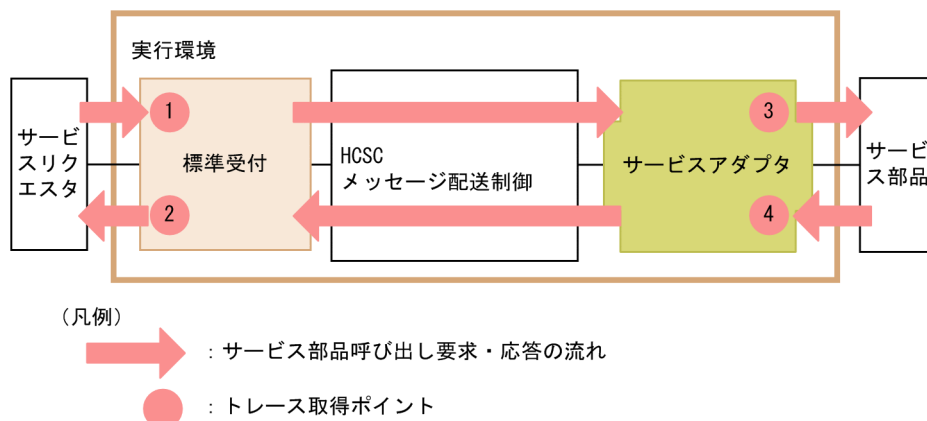 実行環境
サービ
スリク
エスタ
1
2
標準受付
HCSC
メッセージ配送制御
サービスアダプタ
3
4
サービ
ス部品
（凡例）
：サービス部品呼び出し要求・応答の流れ
：トレース取得ポイント